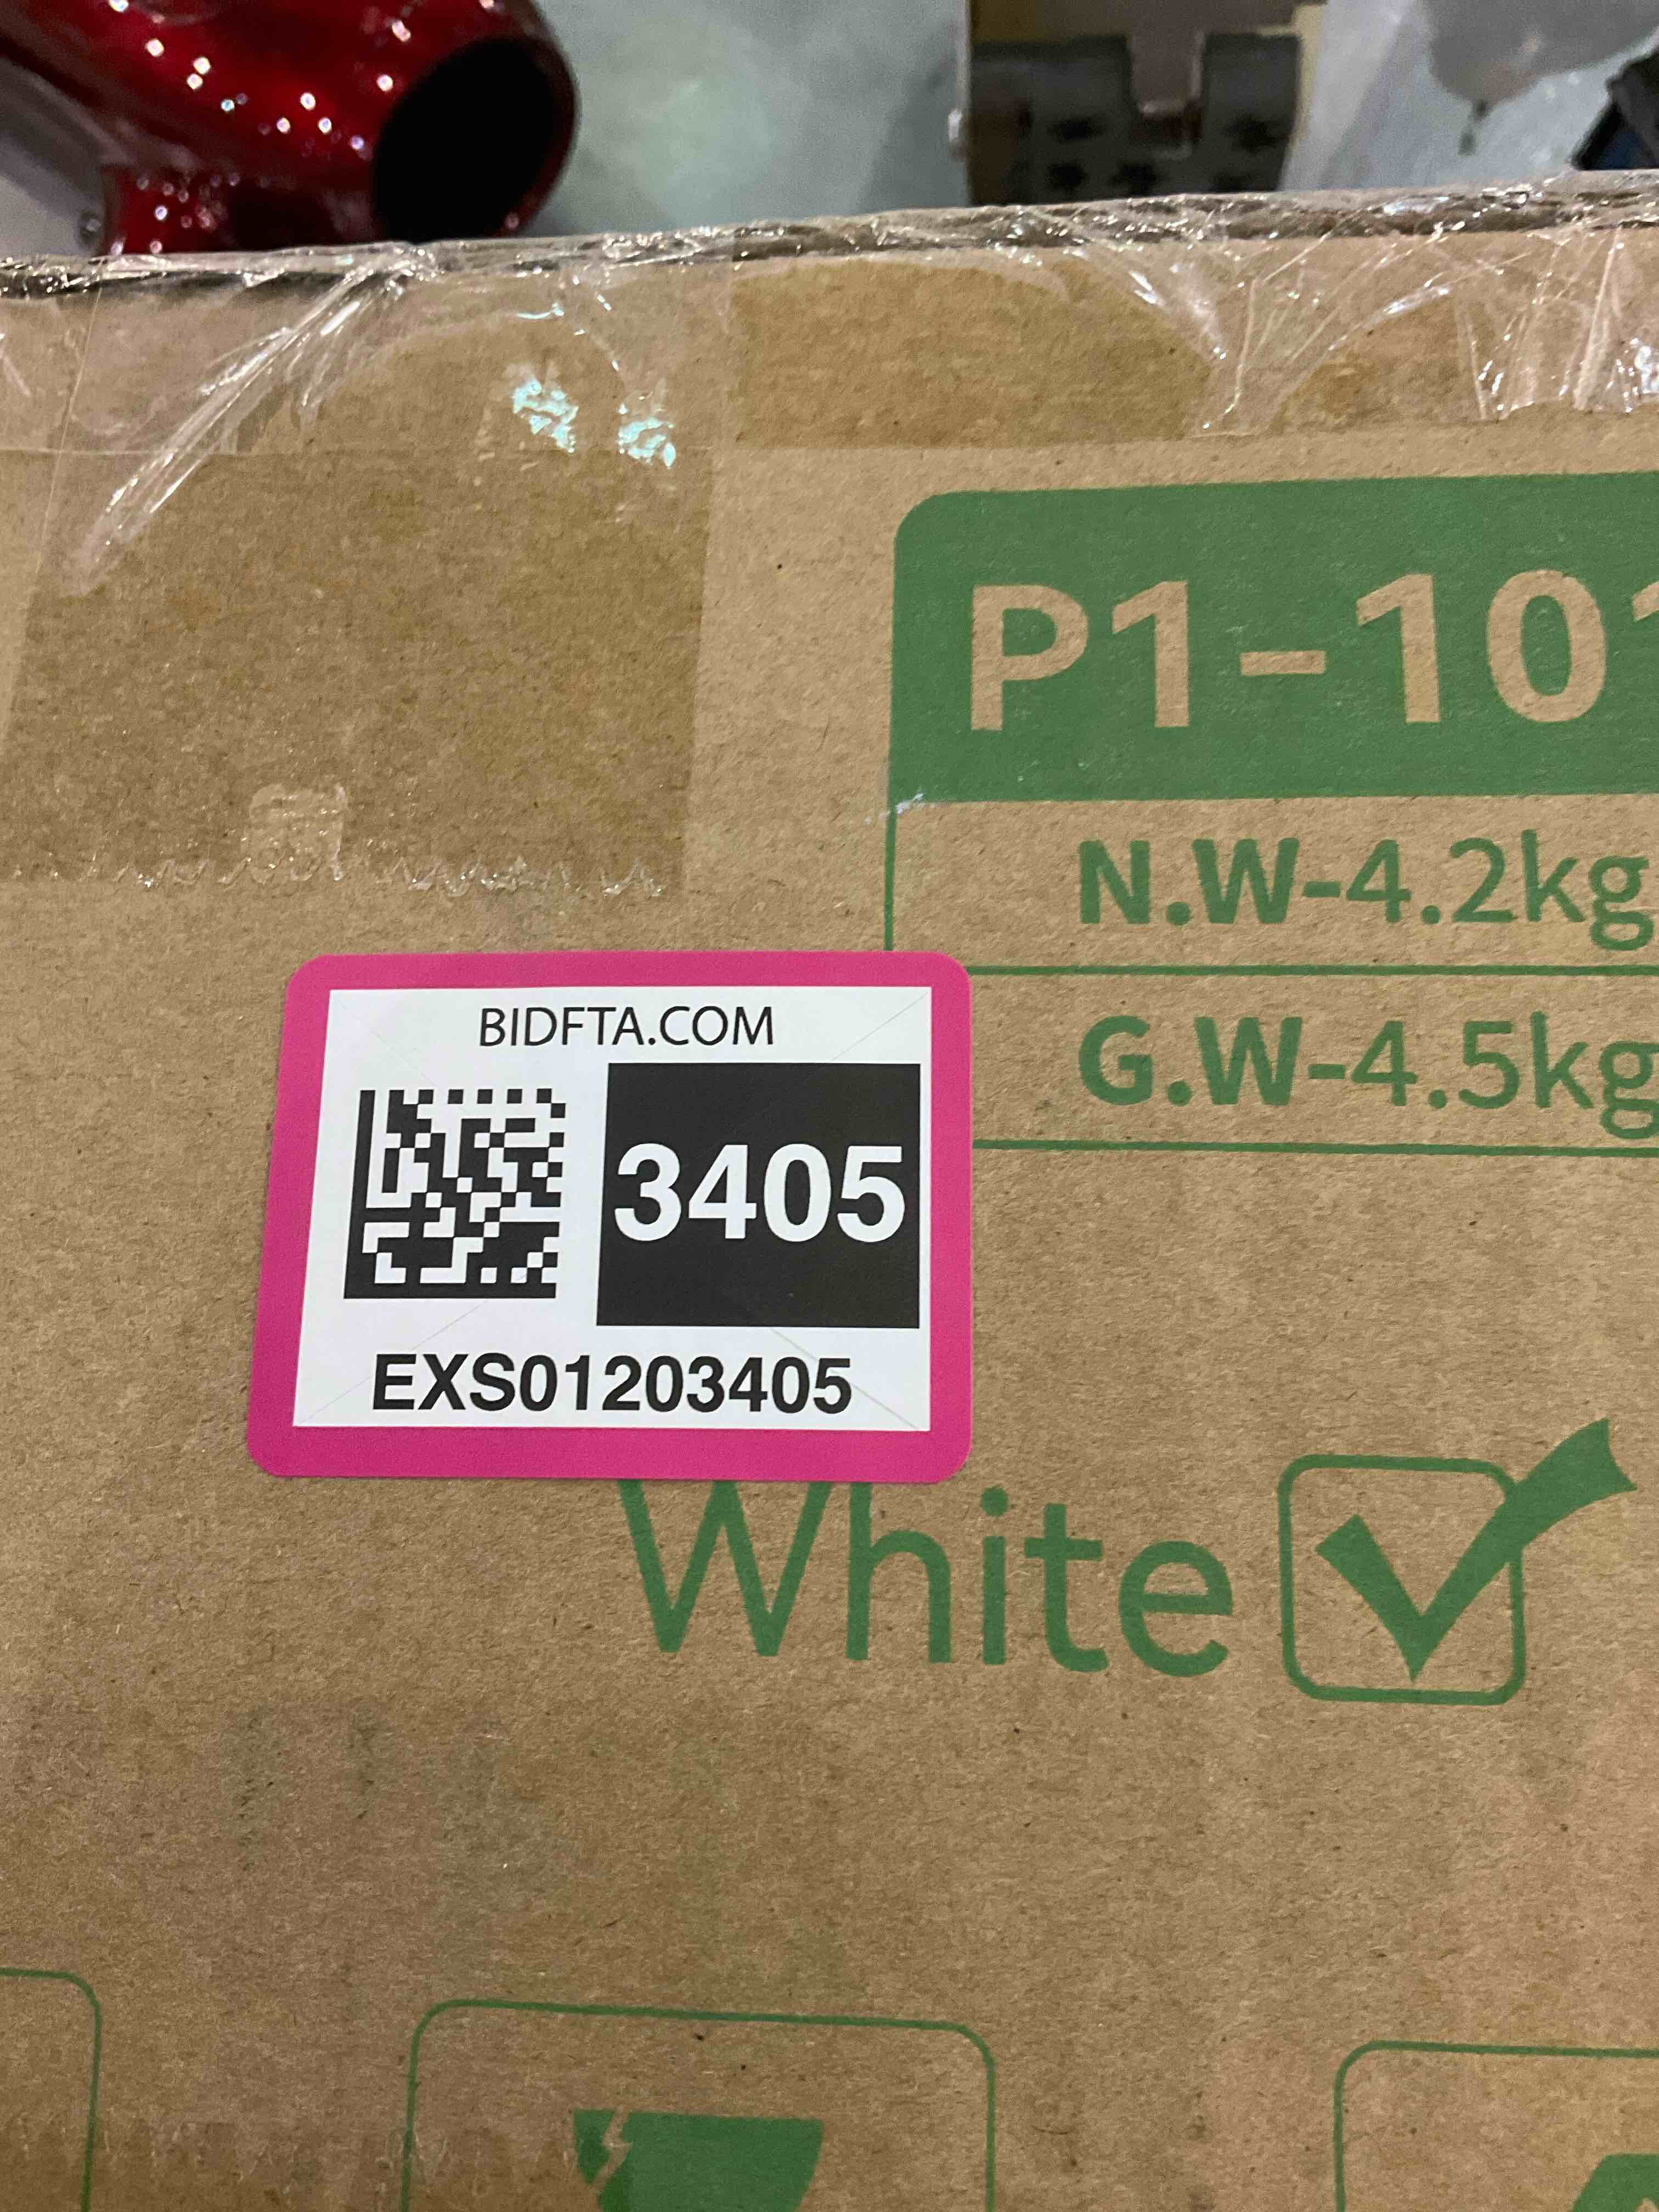 P1-101
N.W-4.2kg
G.W-4.5kg
BIDFTA.COM
3405
EXS01203405
White